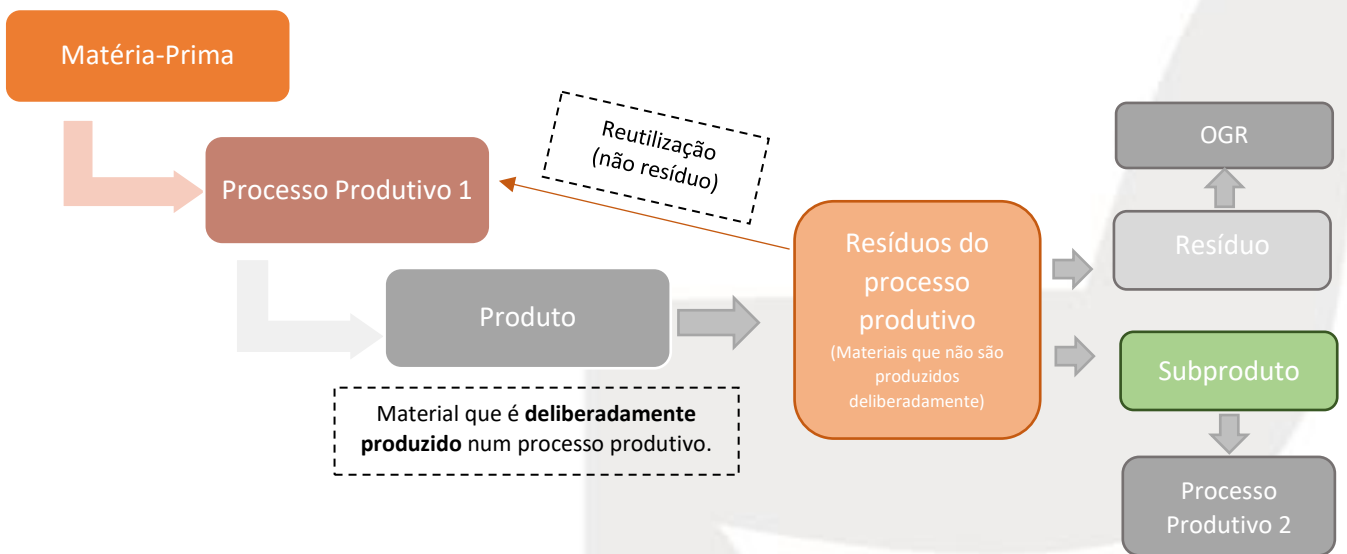 Matéria-Prima
Processo Produtivo 1
Reutilização
(não resíduo)
Produto
Material que é deliberadamente
produzido num processo produtivo.
Resíduos do
processo
produtivo
(Materiais que não são
produzidos
deliberadamente)
OGR
Resíduo
Subproduto
Processo
Produtivo 2